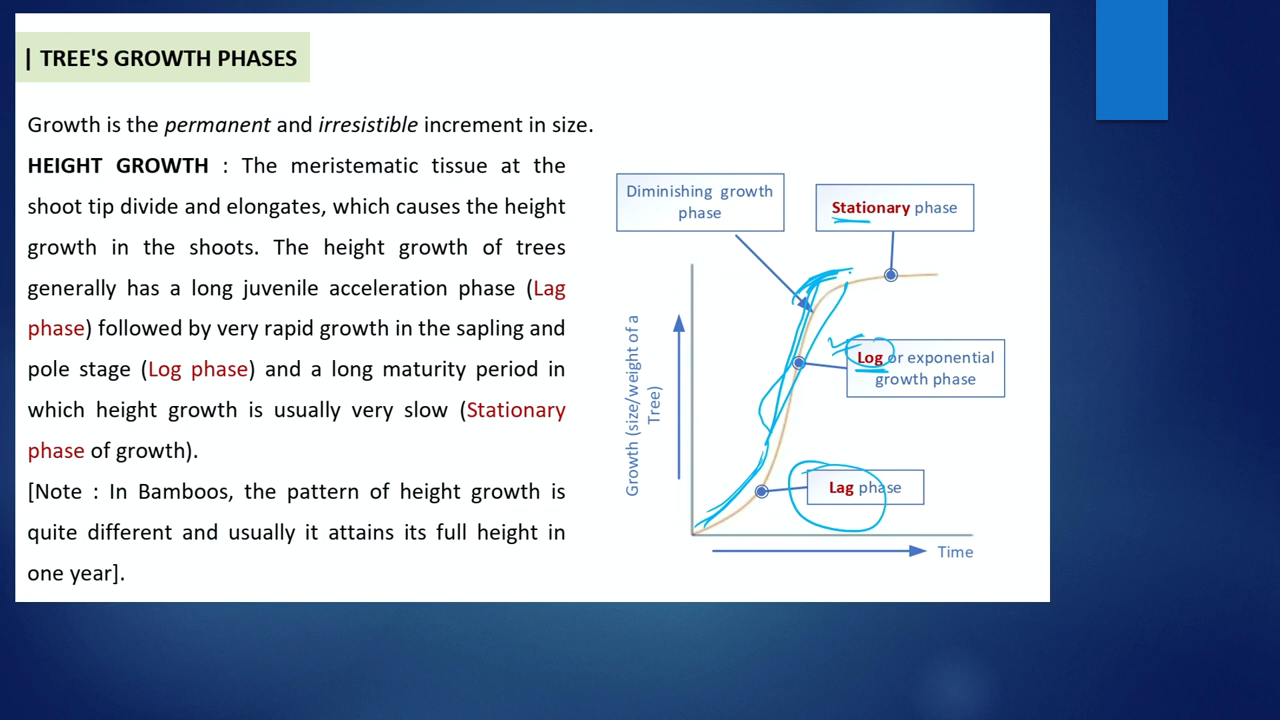 | TREE'S GROWTH PHASES
Growth is the permanent and irresistible increment in size.
HEIGHT GROWTH : The meristematic tissue at the
shoot tip divide and elongates, which causes the height
growth in the shoots. The height growth of trees
generally has a long juvenile acceleration phase (Lag
phase) followed by very rapid growth in the sapling and
pole stage (Log phase) and a long maturity period in
which height growth is usually very slow (Stationary
phase of growth).
[Note : In Bamboos, the pattern of height growth is
quite different and usually it attains its full height in
one year].
Diminishing growth
phase
Stationary phase
Log or exponential
growth phase
Lag phase
Growth (size/weight of a
Tree)
Time